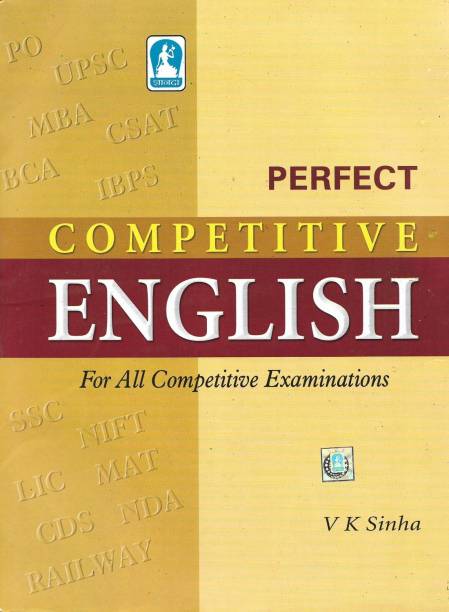 PO
UPSC
MBA
CSAT
BCA
IBPS
शारदा
PERFECT
COMPETITIVE
ENGLISH
For All Competitive Examinations
SSC
NIFT
LIC
MAT
CDS
NDA
RAILWAY
V K Sinha